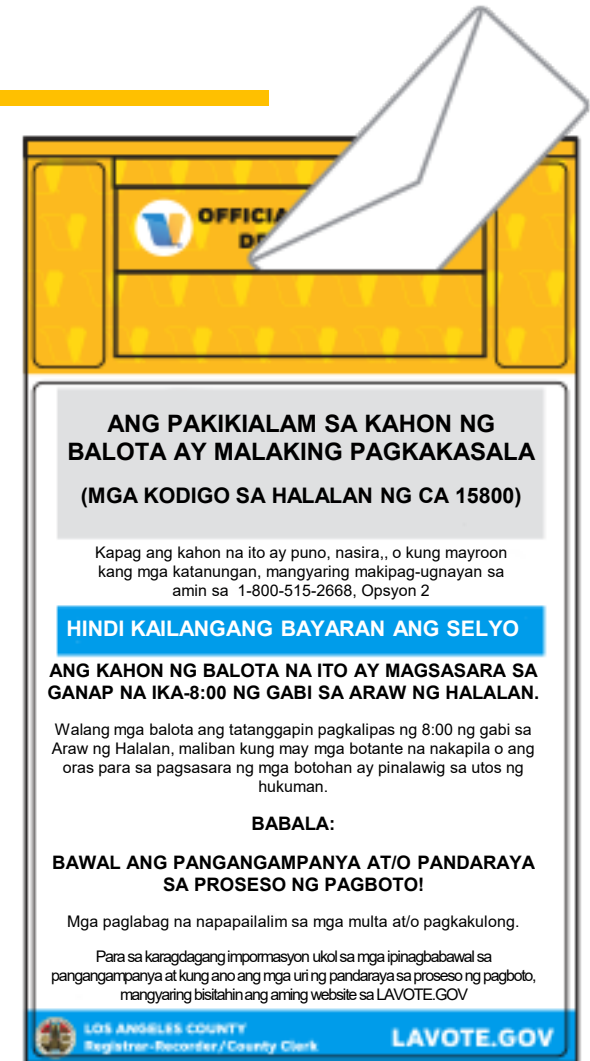 OFFICIA
ANG PAKIKIALAM SA KAHON NG
BALOTA AY MALAKING PAGKAKASALA
(MGA KODIGO SA HALALAN NG CA 15800)
Kapag ang kahon na ito ay puno, nasira,, o kung mayroon
kang mga katanungan, mangyaring makipag-ugnayan sa
amin sa 1-800-515-2668, Opsyon 2
HINDI KAILANGANG BAYARAN ANG SELYO
ANG KAHON NG BALOTA NA ITO AY MAGSASARA SA
GANAP NA IKA-8:00 NG GABI SA ARAW NG HALALAN.
Walang mga balota ang tatanggapin pagkalipas ng 8:00 ng gabi sa
Araw ng Halalan, maliban kung may mga botante na nakapila o ang
oras para sa pagsasara ng mga botohan ay pinalawig sa utos ng
hukuman.
BABALA:
BAWAL ANG PANGANGAMPANYA AT/O PANDARAYA
SA PROSESO NG PAGBOTO!
Mga paglabag na napapailalim sa mga multa at/o pagkakulong.
Para sa karagdagang impormasyon ukol sa mga ipinagbabawal sa
pangangampanya at kung ano ang mga uri ng pandaraya sa proseso ng pagboto,
mangyaring bisitahin ang aming website sa LAVOTE.GOV
LOS ANGELES COUNTY
Registrar-Recorder/County Clerk
LAVOTE.GOV